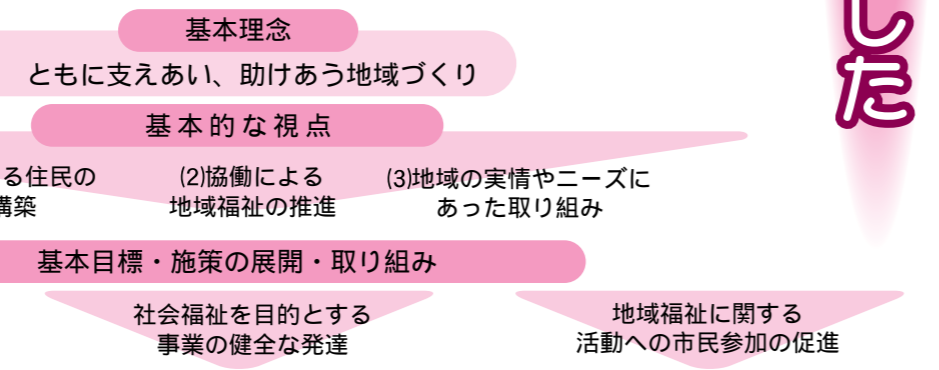 した
基本理念
ともに支えあい、助けあう地域づくり
基本的な視点
る住民の
構築
(2)協働による
地域福祉の推進
(3)地域の実情やニーズに
あった取り組み
基本目標・施策の展開・取り組み
社会福祉を目的とする
事業の健全な発達
地域福祉に関する
活動への市民参加の促進